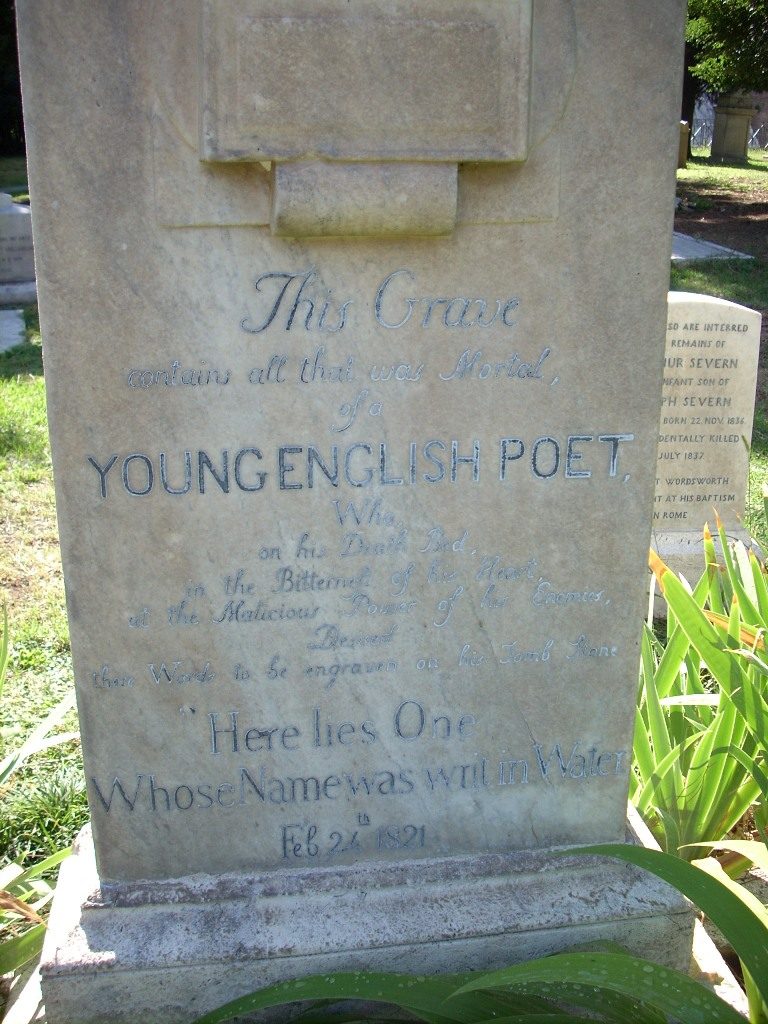 This Grave
contains all that was Mortal,
of a
YOUNG ENGLISH POET,
Who,
on his Death Bed,
in the Bitterness of his Heart,
at the Malicious Power of his Enemies,
Desired
these Words to be engraven on his Tomb Stone
"Here lies One
Whose Name was writ in Water
Feb 24th 1821
SO ARE INTERRED
REMAINS OF
UR SEVERN
NFANT SON OF
PH SEVERN
BORN 22 NOV. 1836
DENTALLY KILLED
JULY 1837
T WORDSWORTH
NT AT HIS BAPTISM
N ROME